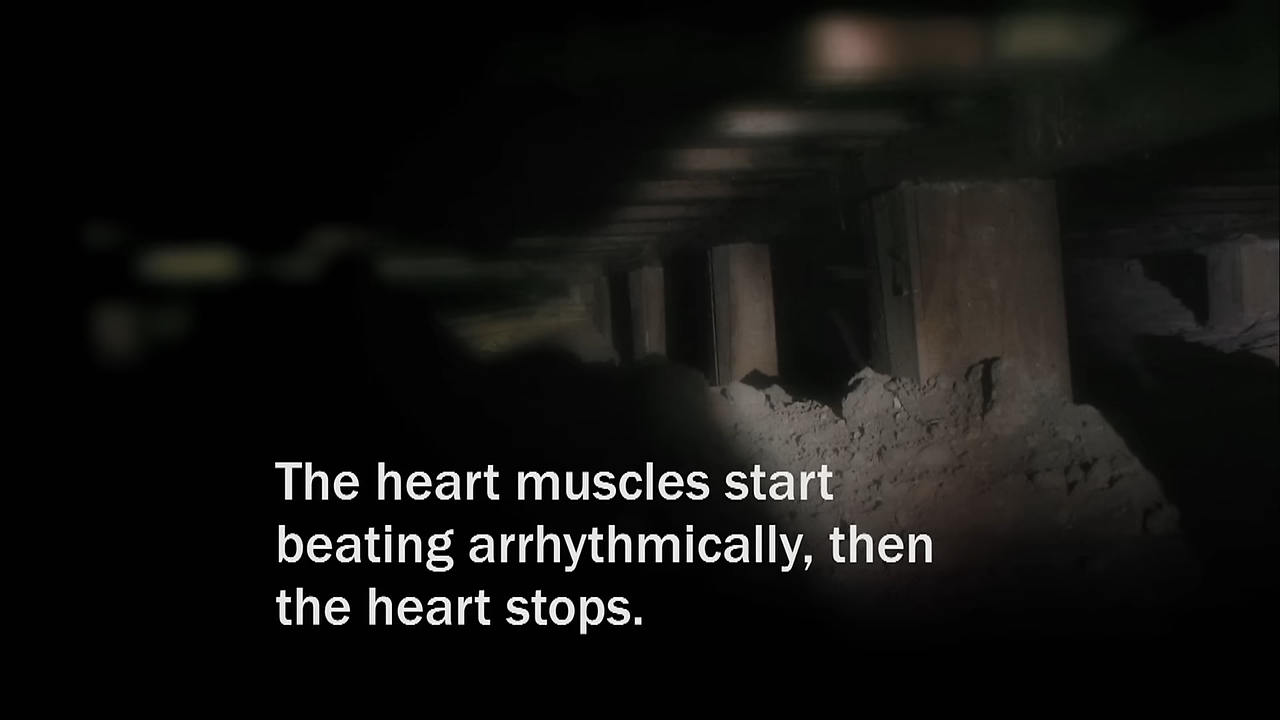 The heart muscles start
beating arrhythmically, then
the heart stops.